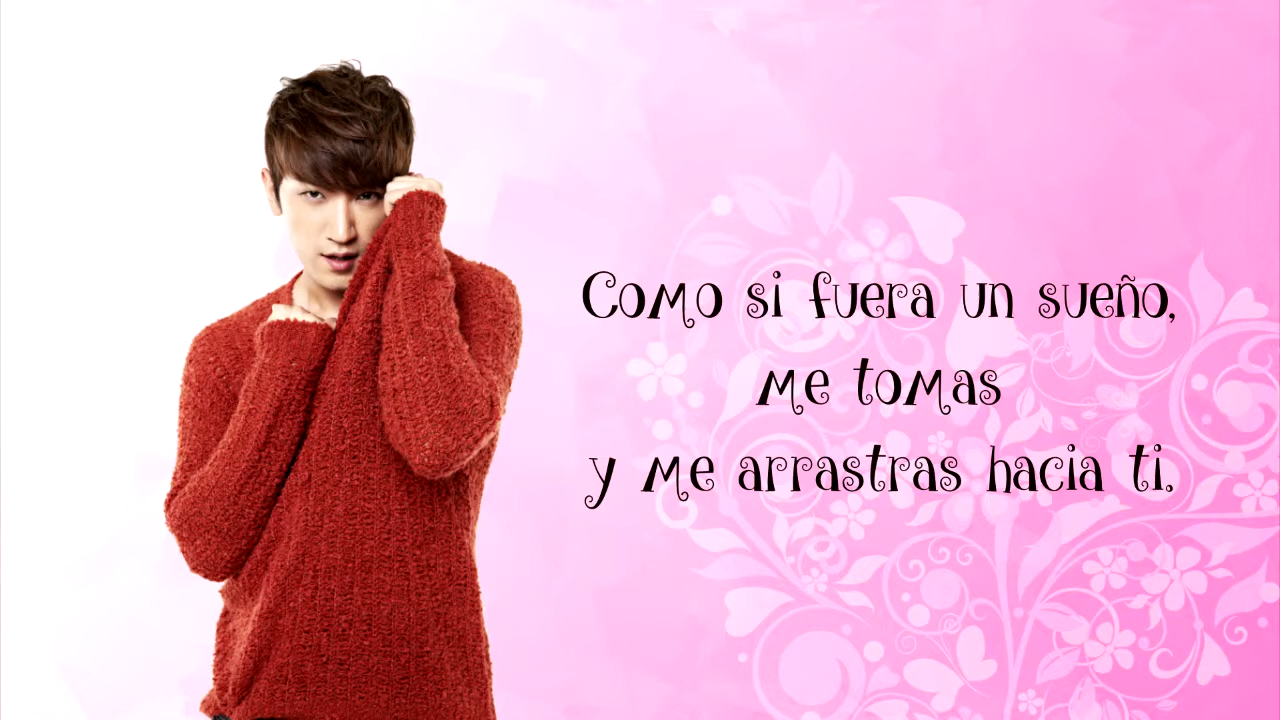 Como si fuera un sueño,
me tomas
y me arrastras hacia ti.